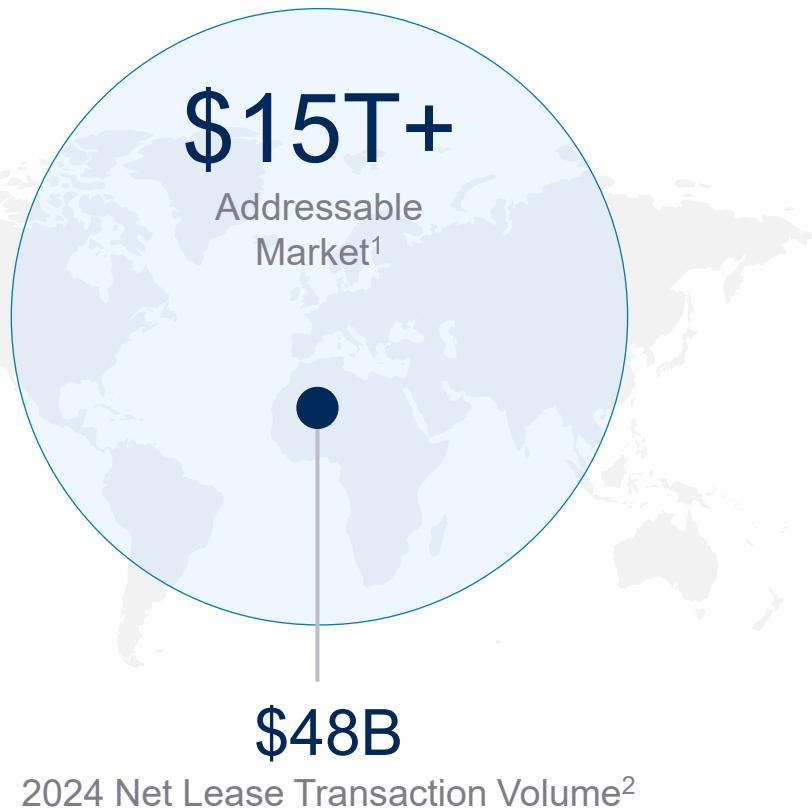 $15T+
Addressable
Market¹
$48B
2024 Net Lease Transaction Volume²